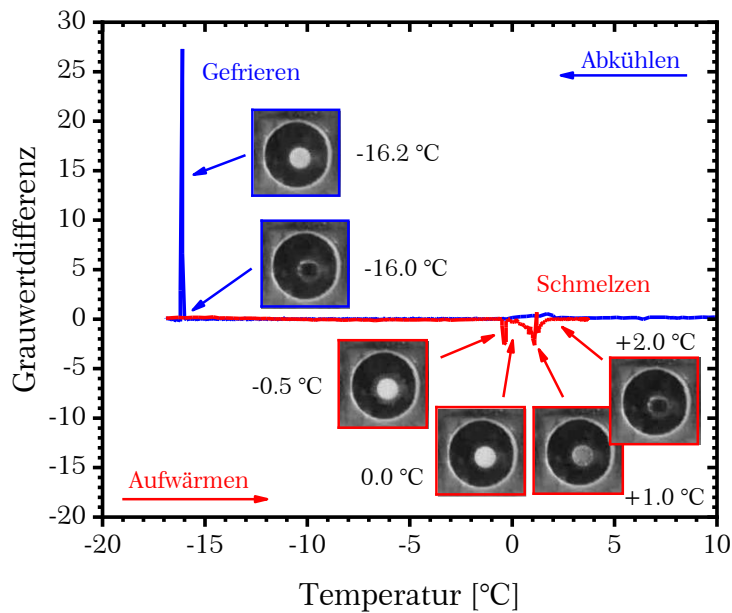 30
25
20
15
10
5
0
-5
-10
-15
-20
Grauwertdifferenz
Gefrieren
Abkühlen
-16.2 °C
-16.0 °C
Schmelzen
+2.0 °C
-0.5 °C
0.0 °C
+1.0 °C
Aufwärmen
-20 -15 -10 -5 0 5 10
Temperatur [°C]